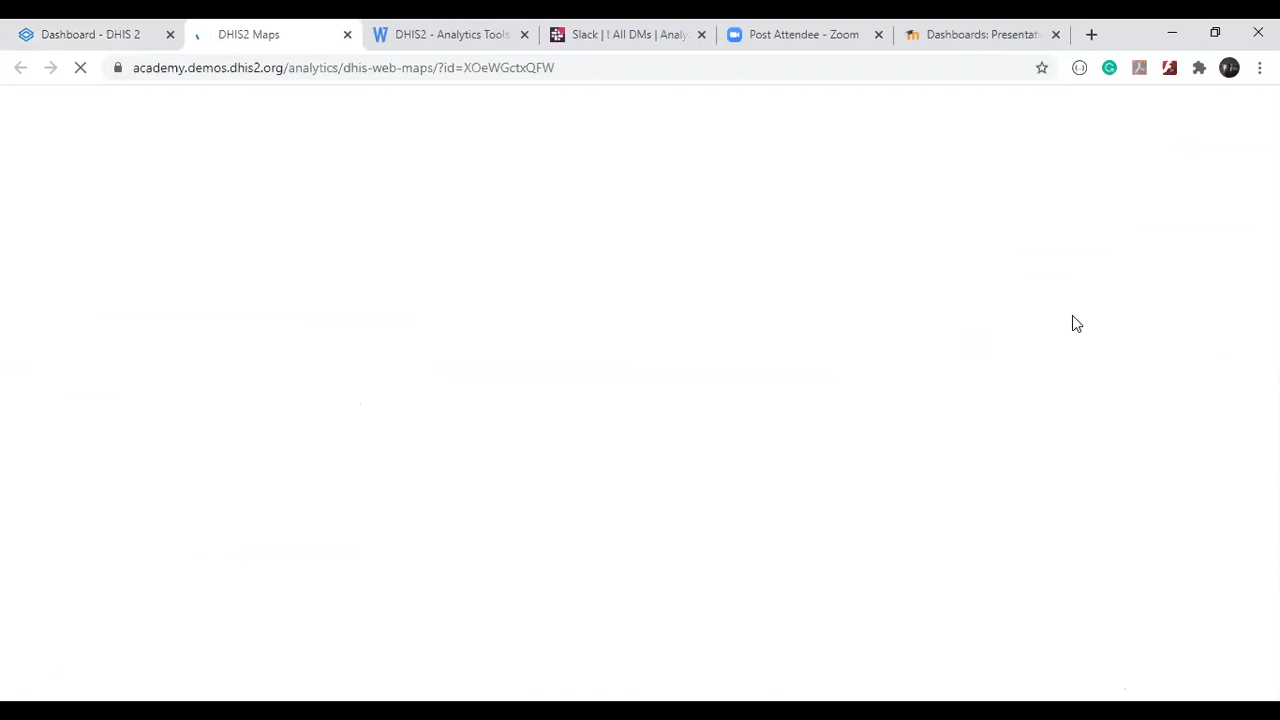 Dashboard - DHIS 2
DHIS2 Maps
DHIS2 - Analytics Tools
Slack | ! All DMs | Analy
Post Attendee - Zoom
Dashboards: Presentati
academy.demos.dhis2.org/analytics/dhis-web-maps/?id=XOeWGctxQFW